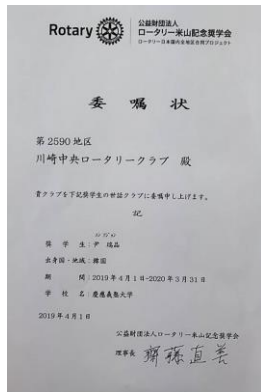 Rotary
公益財団法人
ロータリー米山記念奨学会
ロータリー日本国内全地区合同プロジェクト
委嘱状
第2590地区
川崎中央ロータリークラブ 殿
貴クラブを下記奨学生の世話クラブに委嘱申し上げます。
記
奨学生:尹 瑞晶
出身国・地域:韓国
期間:2019年4月1日-2020年3月31日
学校名:慶應義塾大学
2019年4月1日
公益財団法人ロータリー米山記念奨学会
理事長 齋藤直美